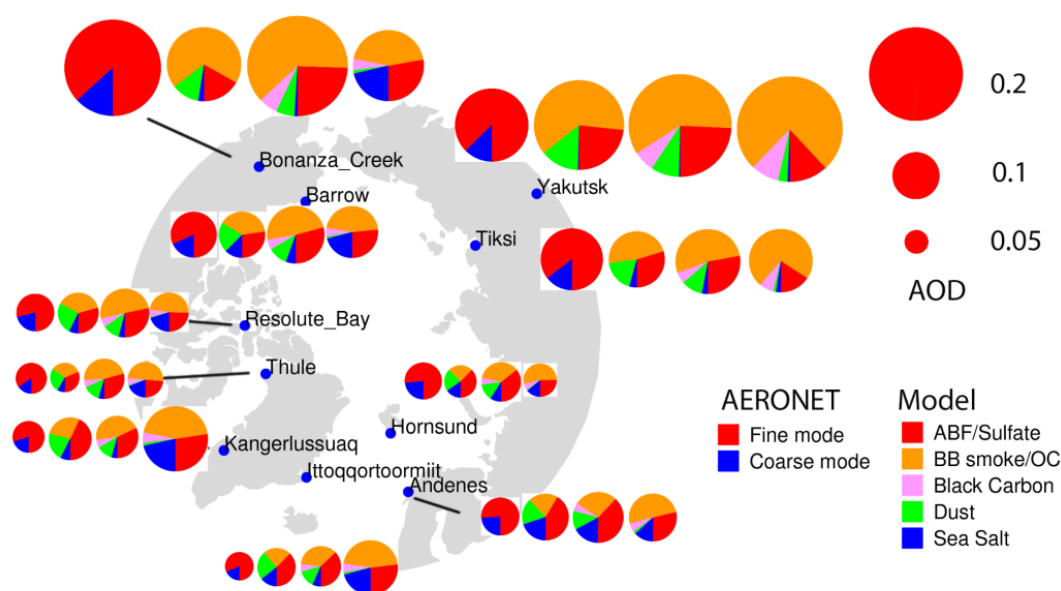 0.2
Bonanza_Creek
Barrow
Yakutsk
0.1
Tiksi
0.05
AOD
Resolute_Bay
Thule
Hornsund
Kangerlussuaq
Ittoqqortoormiit
Andenes
AERONET
Fine mode
Coarse mode
Model
ABF/Sulfate
BB smoke/OC
Black Carbon
Dust
Sea Salt